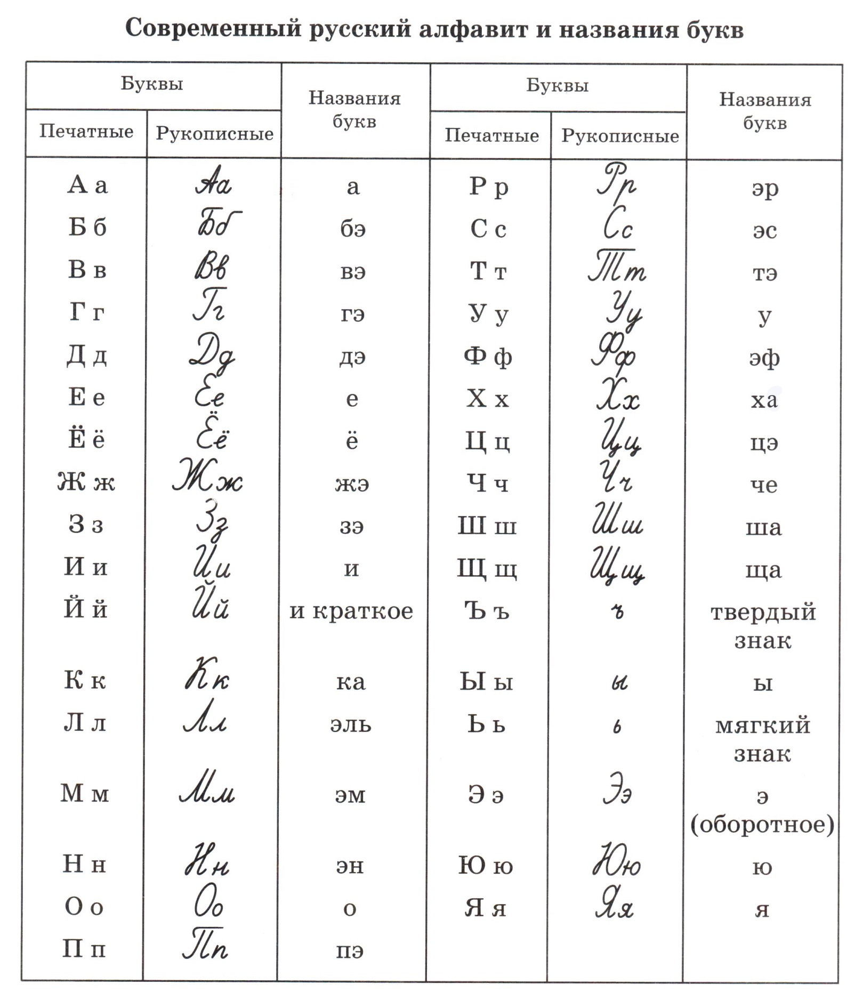 Современный русский алфавит и названия букв
Буквы Названия букв Буквы Названия букв
Печатные Рукописные Печатные Рукописные
А а Аа а Р р Рр эр
Б б Бб бэ С с Сс эс
В в Вв вэ Т т Тт тэ
Г г Гг гэ У у Уу у
Д д Дд дэ Ф ф Фф эф
Е е Ее е Х х Хх ха
Ё ё Ёё ё Ц ц Цц цэ
Ж ж Жж жэ Ч ч Чч че
З з Зз зэ Ш ш Шш ша
И и Ии и Щ щ Щщ ща
Й й Йй и краткое Ъ ъ ъ твердый
знак
К к Кк ка Ы ы ы ы
Л л Лл эль Ь ь ь мягкий
знак
М м Мм эм Э э Ээ э
(оборотное)
Н н Нн эн Ю ю Юю ю
О о Оо о Я я Яя я
П п Пп пэ